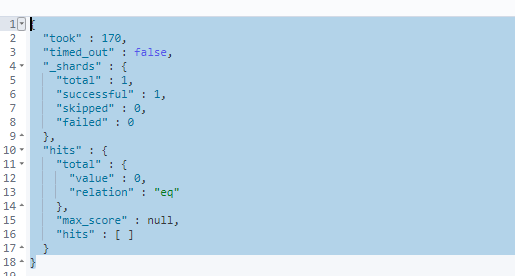 1 {
2 "took" : 170,
3 "timed_out" : false,
4 "_shards" : {
5 "total" : 1,
6 "successful" : 1,
7 "skipped" : 0,
8 "failed" : 0
9 },
10 "hits" : {
11 "total" : {
12 "value" : 0,
13 "relation" : "eq"
14 },
15 "max_score" : null,
16 "hits" : [ ]
17 }
18 }